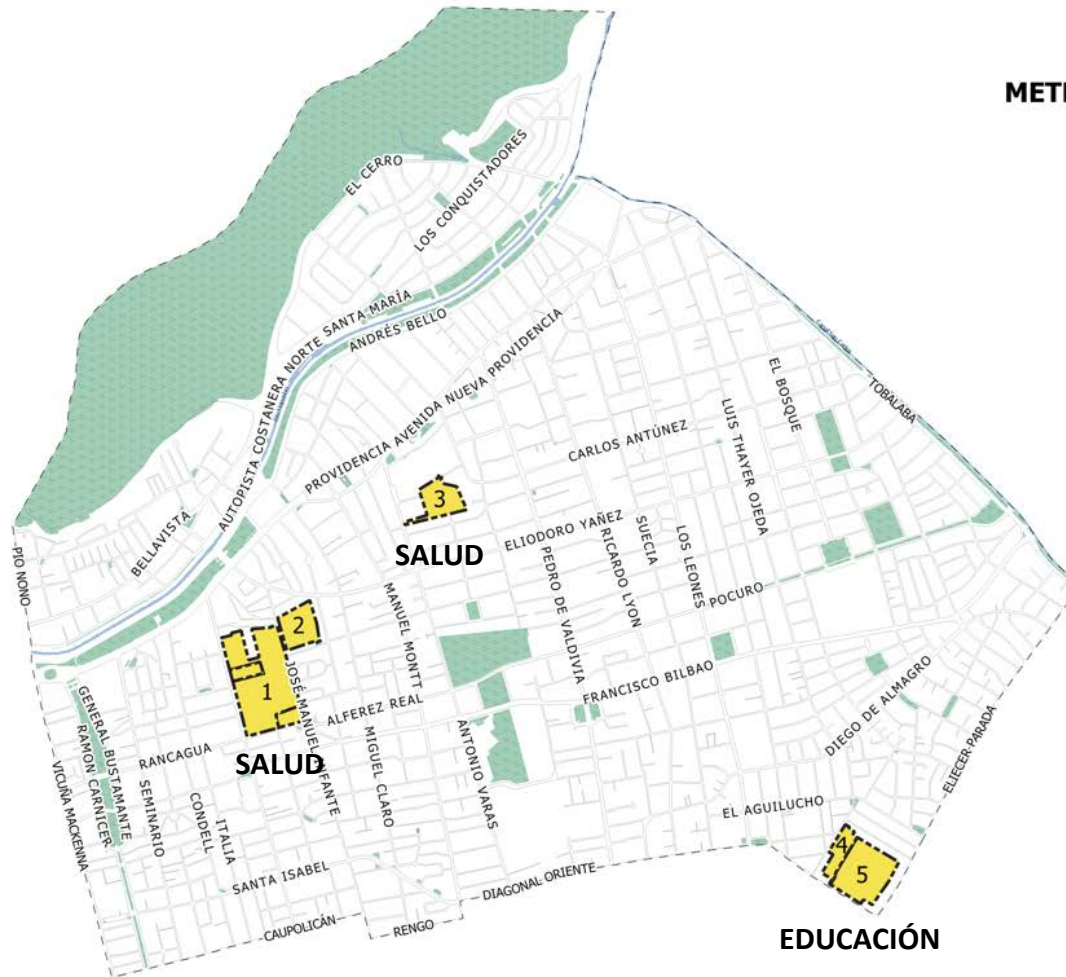 METR
EL CERRO
LOS CONQUISTADORES
SANTA MARÍA
ANDRÉS BELLO
AUTOPISTA COSTANERA NORTE
PROVIDENCIA
AVENIDA NUEVA PROVIDENCIA
EL BOSQUE
TOBALABA
CARLOS ANTÚNEZ
LUIS THAYER OJEDA
BELLAVISTA
PIO NONO
3
SALUD
ELIODORO YAÑEZ
SUECIA
RICARDO LYON
LOS LEONES
PEDRO DE VALDIVIA
POCURO
MANUEL MONTT
2
1
JOSÉ MANUEL INFANTE
ALFEREZ REAL
FRANCISCO BILBAO
DIEGO DE ALMAGRO
ELIECER PARADA
GENERAL BUSTAMANTE
RAMON CARNICER
VICUÑA MACKENNA
RANCAGUA
SALUD
SEMINARIO
CONDELL
ITALIA
MIGUEL CLARO
ANTONIO VARAS
EL AGUILUCHO
4
5
SANTA ISABEL
DIAGONAL ORIENTE
CAUPOLICÁN
RENGO
EDUCACIÓN